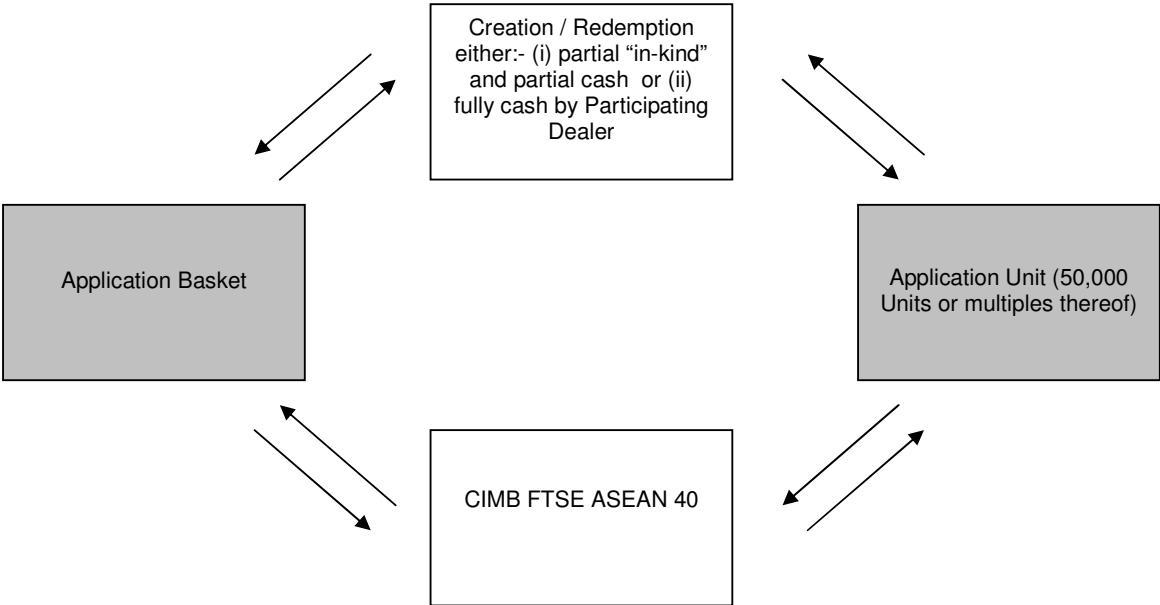 Creation / Redemption
either:- (i) partial “in-kind”
and partial cash or (ii)
fully cash by Participating
Dealer
Application Basket
Application Unit (50,000
Units or multiples thereof)
CIMB FTSE ASEAN 40